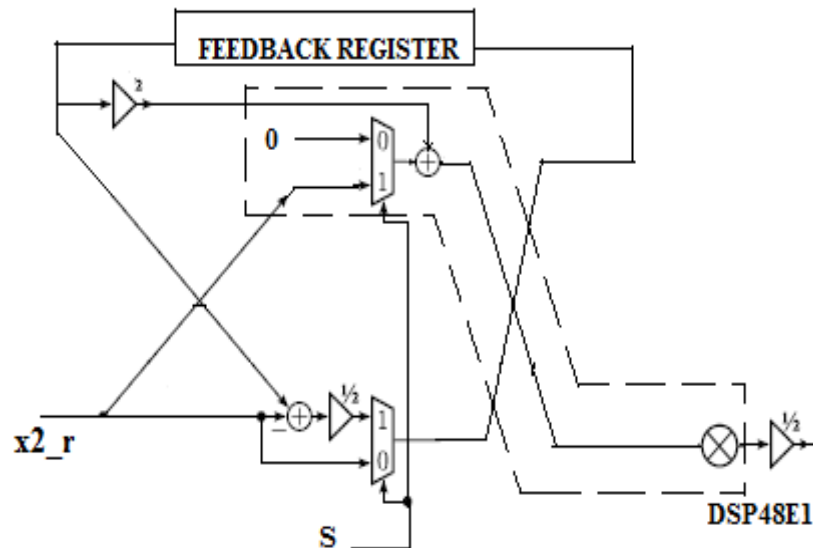 FEEDBACK REGISTER
2
0
0
1
+
½
½
1
0
+
−
x2_r
DSP48E1
S